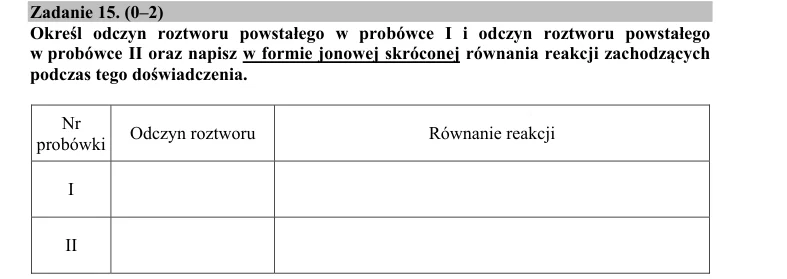 Zadanie 15. (0–2)
Określ odczyn roztworu powstałego w probówce I i odczyn roztworu powstałego
w probówce II oraz napisz w formie jonowej skróconej równania reakcji zachodzących
podczas tego doświadczenia.
Nr
probówki
Odczyn roztworu
Równanie reakcji
I
II